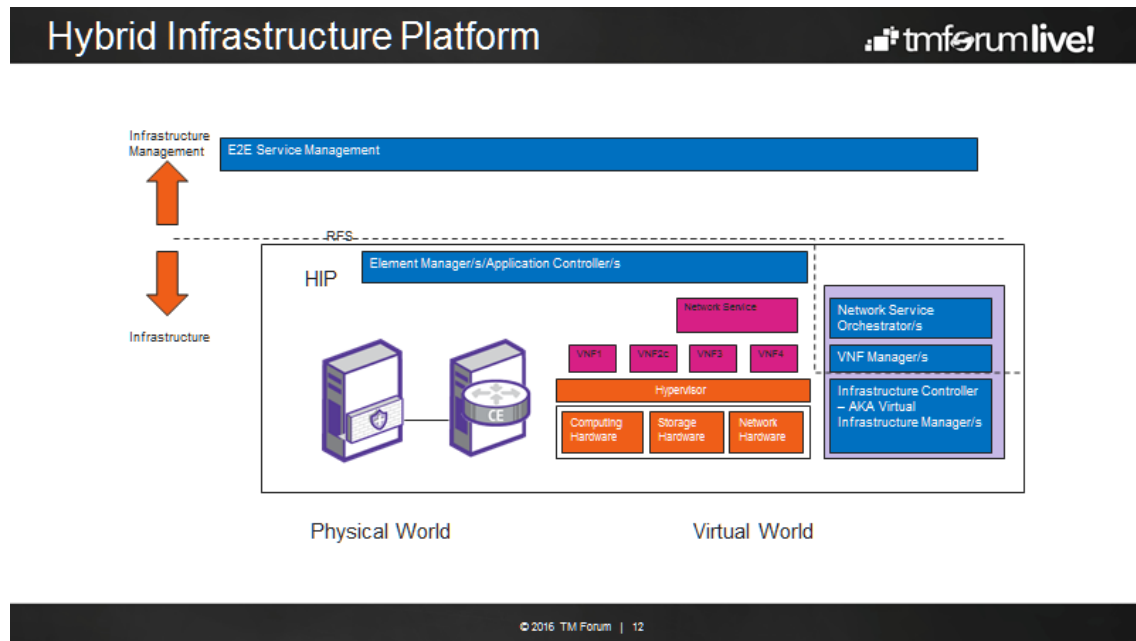 Hybrid Infrastructure Platform
tmforumlive!
Infrastructure
Management
E2E Service Management
RFS
HIP
Element Manager/s/Application Controller/s
Network Service
Network Service
Orchestrator/s
VNF1
VNF2c
VNF3
VNF4
VNF Manager/s
Infrastructure
Hypervisor
Infrastructure Controller
– AKA Virtual
Infrastructure Manager/s
Computing
Hardware
Storage
Hardware
Network
Hardware
CE
Physical World
Virtual World
© 2016 TM Forum | 12